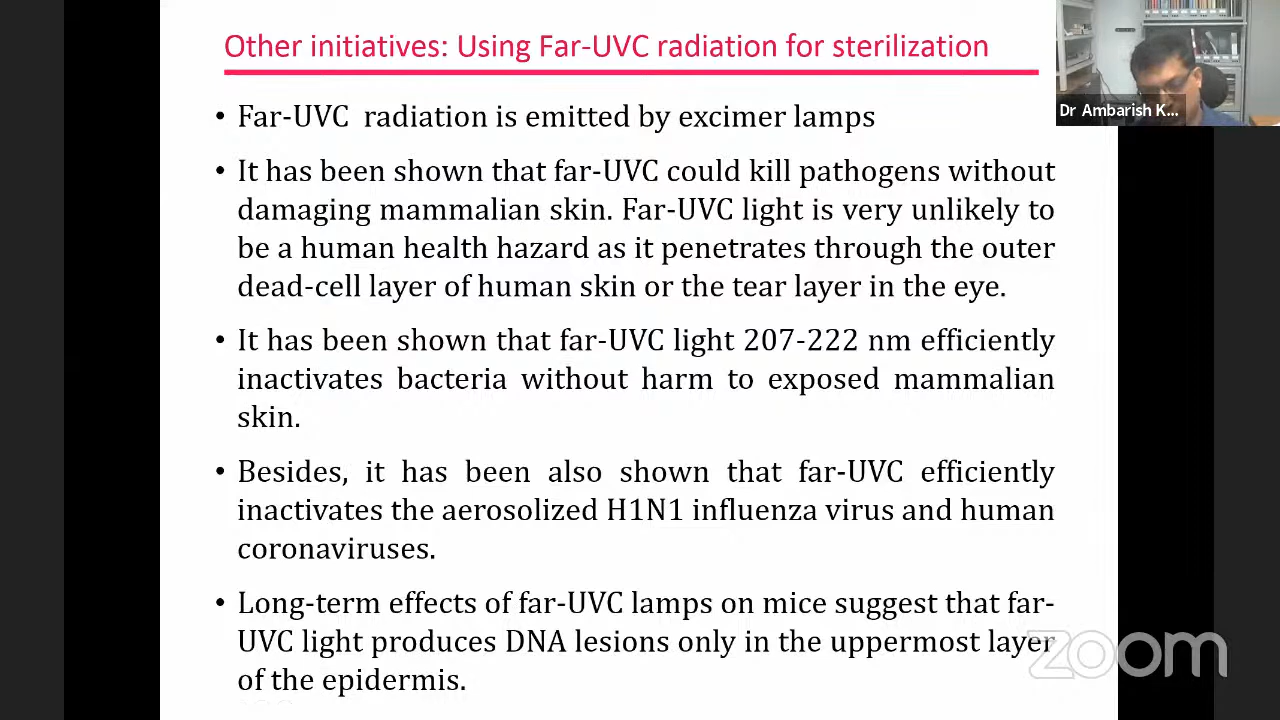 Other initiatives: Using Far-UVC radiation for sterilization
Dr Ambarish K...
• Far-UVC radiation is emitted by excimer lamps
• It has been shown that far-UVC could kill pathogens without
damaging mammalian skin. Far-UVC light is very unlikely to
be a human health hazard as it penetrates through the outer
dead-cell layer of human skin or the tear layer in the eye.
• It has been shown that far-UVC light 207-222 nm efficiently
inactivates bacteria without harm to exposed mammalian
skin.
• Besides, it has been also shown that far-UVC efficiently
inactivates the aerosolized H1N1 influenza virus and human
coronaviruses.
• Long-term effects of far-UVC lamps on mice suggest that far-
UVC light produces DNA lesions only in the uppermost layer
of the epidermis.
zoom